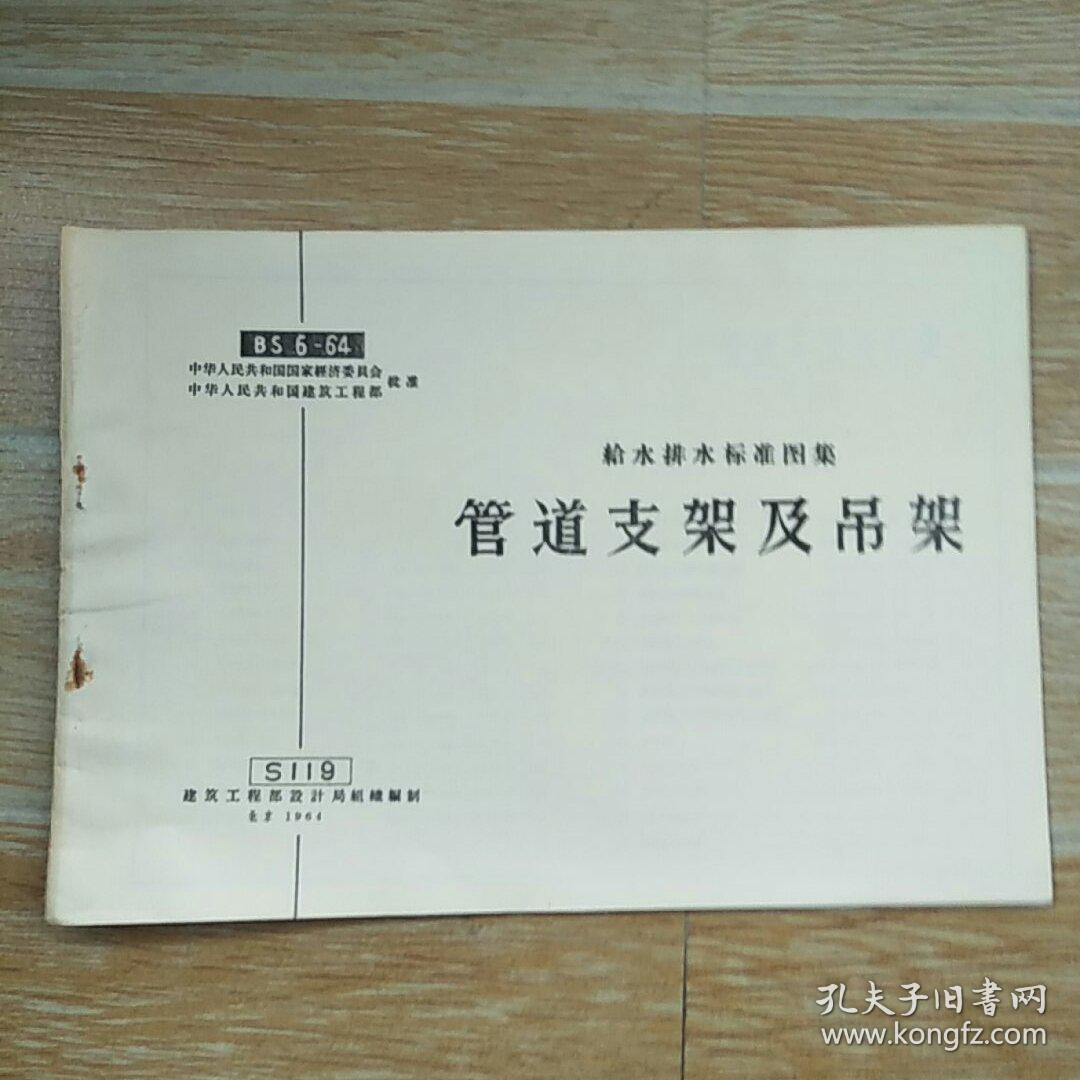 BS 6-64
中华人民共和国国家經济委員会
中华人民共和国建筑工程部
批准
給水排水标准图集
管道支架及吊架
S119
建筑工程部設計局組織編制
北京 1964
孔夫子旧書网
www.kongfz.com